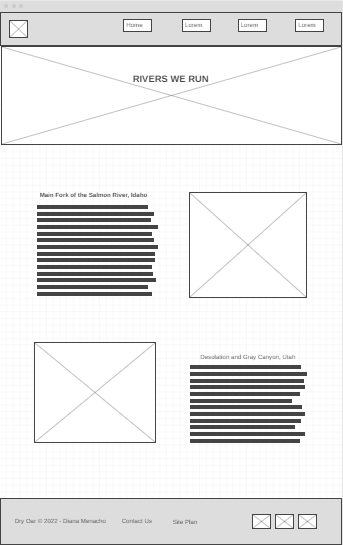 Home
Lorem
Lorem
Lorem
RIVERS WE RUN
Main Fork of the Salmon River, Idaho
Desolation and Gray Canyon, Utah
Dry Oar © 2022 - Diana Menacho
Contact Us
Site Plan